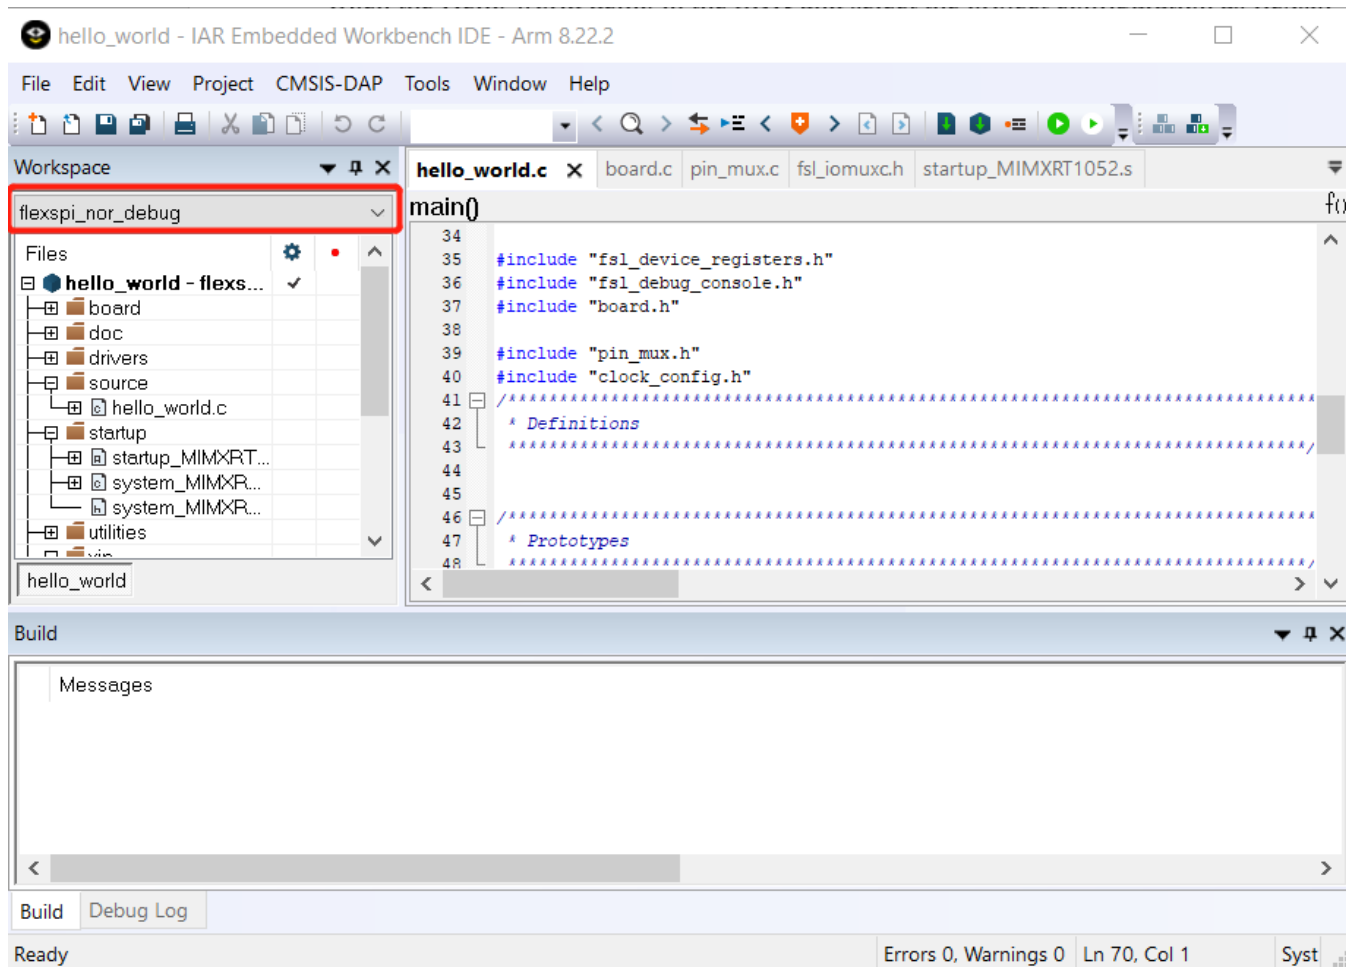 hello_world - IAR Embedded Workbench IDE - Arm 8.22.2
File Edit View Project CMSIS-DAP Tools Window Help
Workspace
hello_world.c board.c pin_mux.c fsl_iomuxc.h startup_MIMXRT1052.s
flexspi_nor_debug
main()
Files
hello_world - flexs...
board
doc
drivers
source
hello_world.c
startup
startup_MIMXRT...
system_MIMXR...
system_MIMXR...
utilities
hello_world
34
35 #include "fsl_device_registers.h"
36 #include "fsl_debug_console.h"
37 #include "board.h"
38
39 #include "pin_mux.h"
40 #include "clock_config.h"
41 /*******************************************************************************
42 * Definitions
43 ******************************************************************************/
44
45
46 /*******************************************************************************
47 * Prototypes
48 ******************************************************************************/
Build
Messages
Build Debug Log
Ready Errors 0, Warnings 0 Ln 70, Col 1 Syst